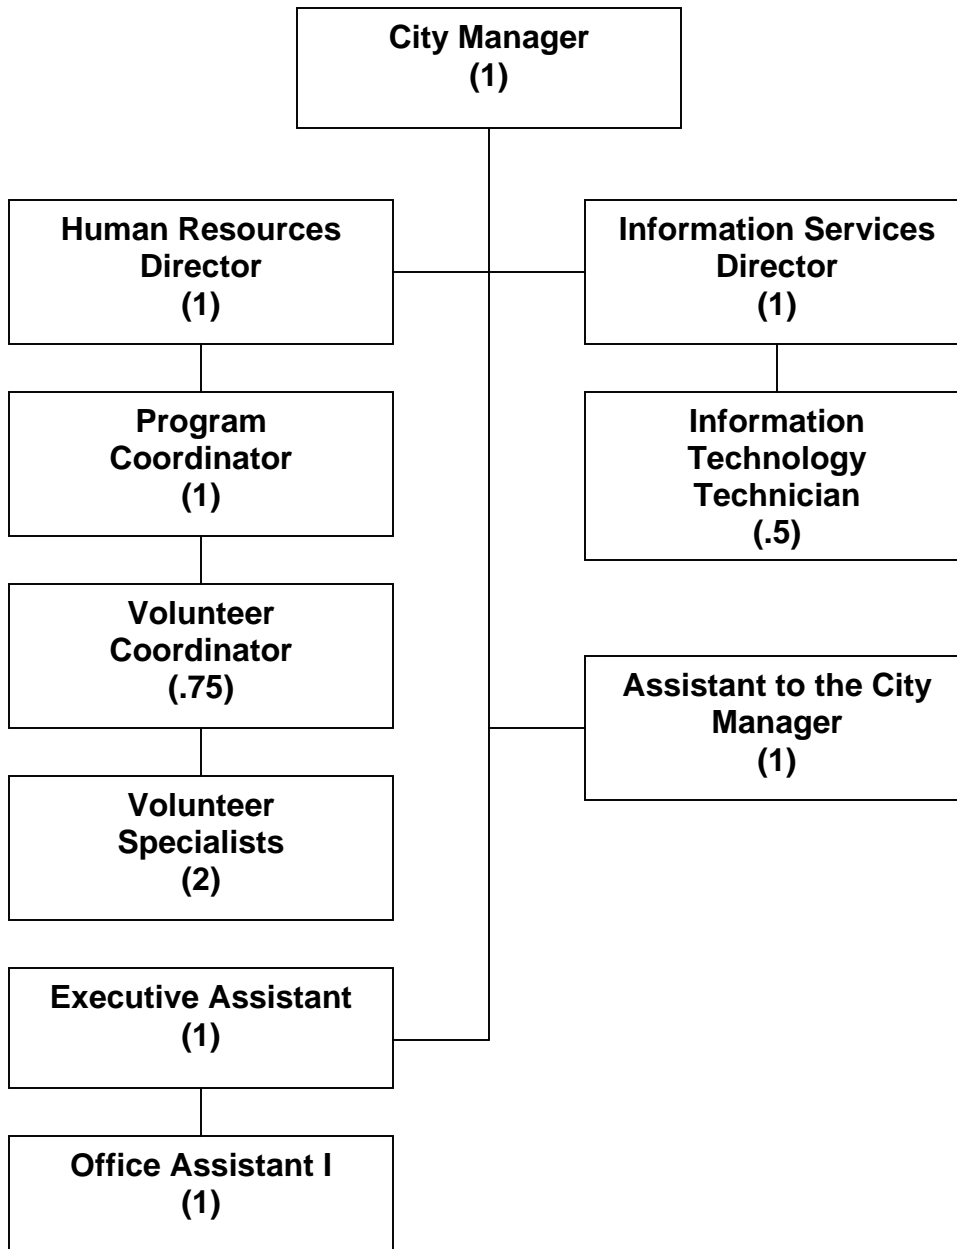 City Manager
(1)
Human Resources
Director
(1)
Information Services
Director
(1)
Program
Coordinator
(1)
Information
Technology
Technician
(.5)
Volunteer
Coordinator
(.75)
Assistant to the City
Manager
(1)
Volunteer
Specialists
(2)
Executive Assistant
(1)
Office Assistant I
(1)